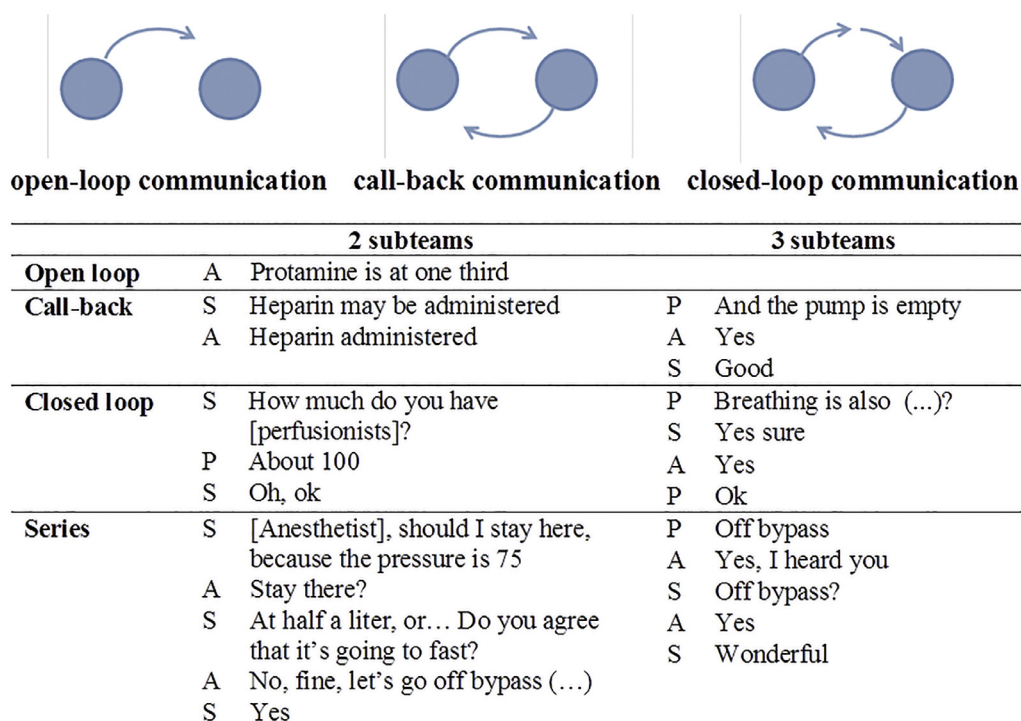 open-loop communication call-back communication closed-loop communication
2 subteams 3 subteams
Open loop A Protamine is at one third
Call-back S Heparin may be administered P And the pump is empty
A Heparin administered A Yes
S Good
Closed loop S How much do you have P Breathing is also (...)?
[perfusionists]? S Yes sure
P About 100 A Yes
S Oh, ok P Ok
Series S [Anesthetist], should I stay here, P Off bypass
because the pressure is 75 A Yes, I heard you
A Stay there? S Off bypass?
S At half a liter, or… Do you agree A Yes
that it’s going to fast? S Wonderful
A No, fine, let’s go off bypass (…)
S Yes